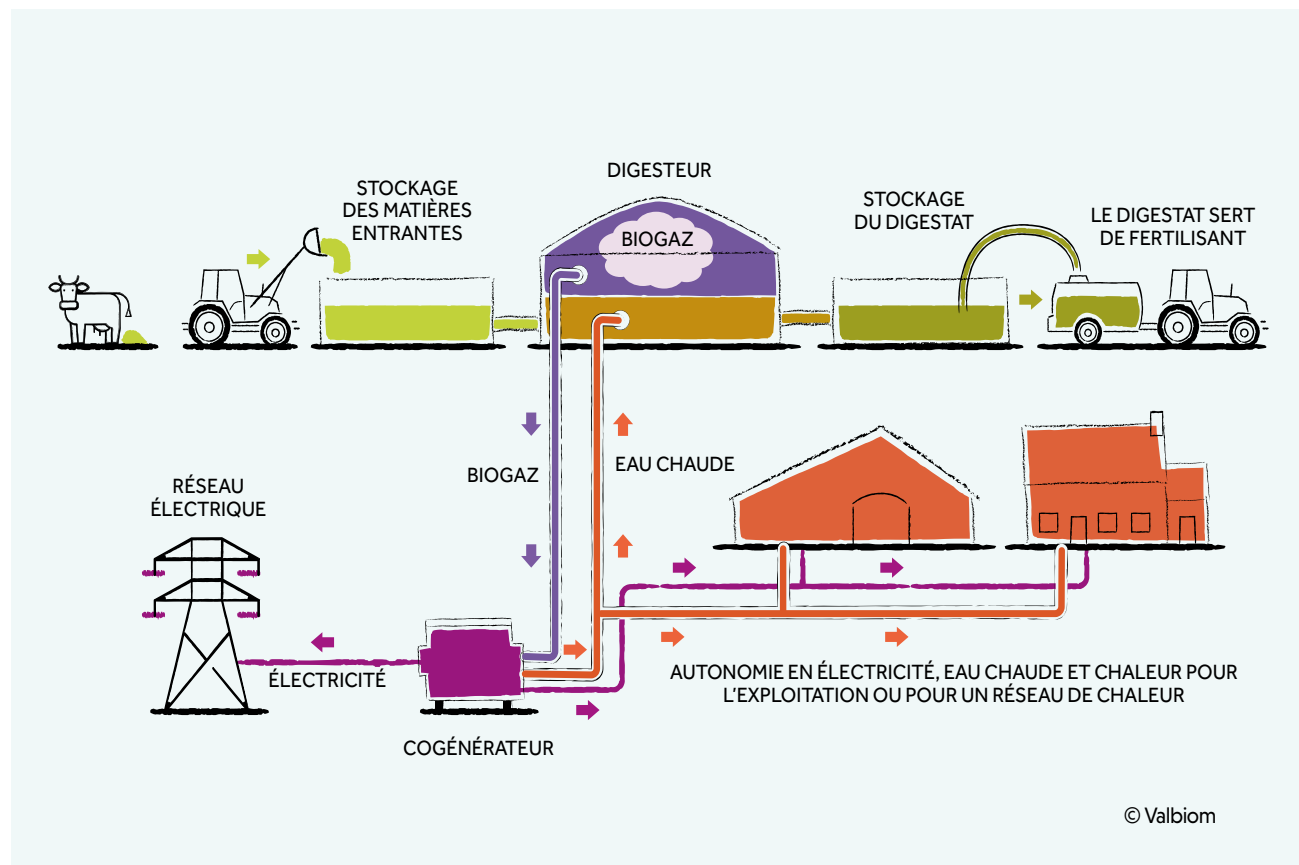 DIGESTEUR
STOCKAGE
DES MATIÈRES
ENTRANTES
BIOGAZ
STOCKAGE
DU DIGESTAT
LE DIGESTAT SERT
DE FERTILISANT
BIOGAZ
EAU CHAUDE
RÉSEAU
ÉLECTRIQUE
ÉLECTRICITÉ
COGÉNÉRATEUR
AUTONOMIE EN ÉLECTRICITÉ, EAU CHAUDE ET CHALEUR POUR
L'EXPLOITATION OU POUR UN RÉSEAU DE CHALEUR
© Valbiom